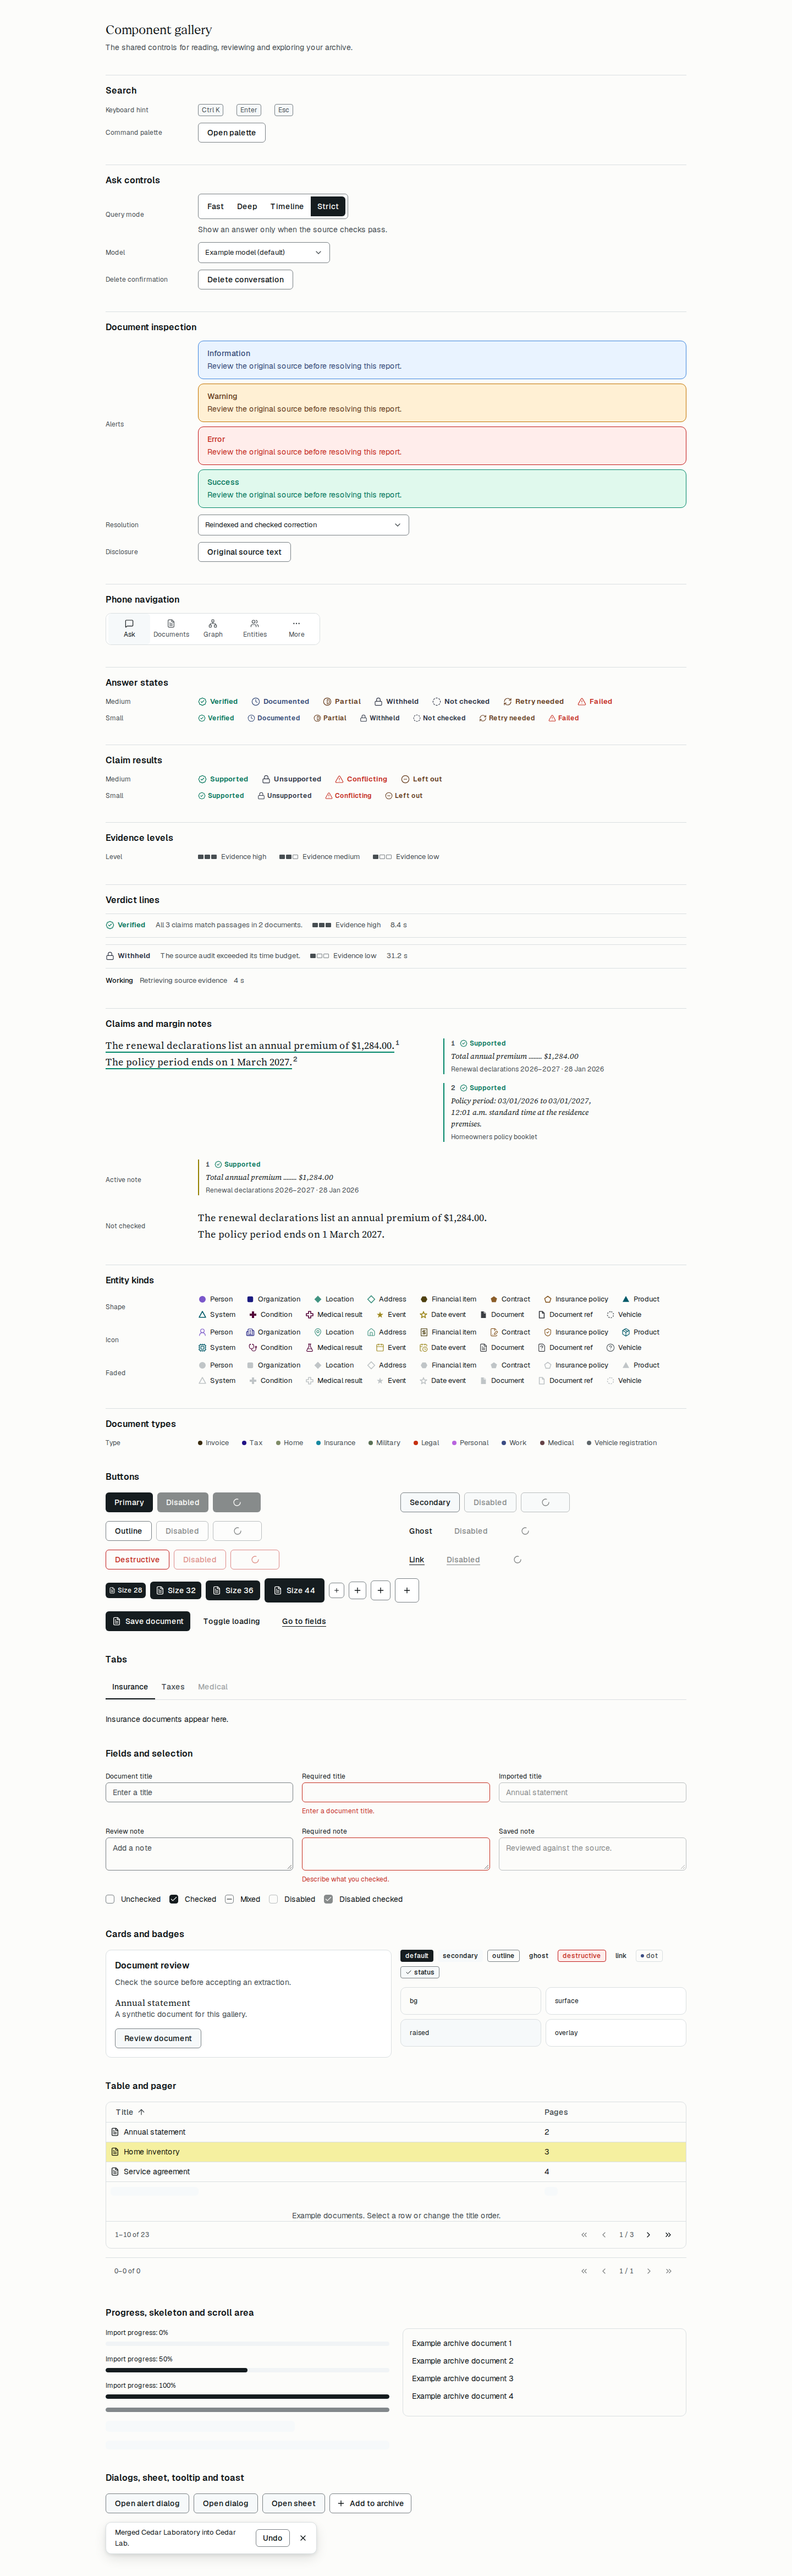 Component gallery
The shared controls for reading, reviewing and exploring your archive.
Search
Keyboard hint Ctrl K Enter Esc
Command palette Open palette
Ask controls
Query mode Fast Deep Timeline Strict
Show an answer only when the source checks pass.
Model Example model (default)
Delete confirmation Delete conversation
Document inspection
Alerts
Information
Review the original source before resolving this report.
Warning
Review the original source before resolving this report.
Error
Review the original source before resolving this report.
Success
Review the original source before resolving this report.
Resolution Reindexed and checked correction
Disclosure Original source text
Phone navigation
Ask Documents Graph Entities More
Answer states
Medium Verified Documented Partial Withheld Not checked Retry needed Failed
Small Verified Documented Partial Withheld Not checked Retry needed Failed
Claim results
Medium Supported Unsupported Conflicting Left out
Small Supported Unsupported Conflicting Left out
Evidence levels
Level Evidence high Evidence medium Evidence low
Verdict lines
Verified All 3 claims match passages in 2 documents. Evidence high 8.4 s
Withheld The source audit exceeded its time budget. Evidence low 31.2 s
Working Retrieving source evidence 4 s
Claims and margin notes
The renewal declarations list an annual premium of $1,284.00. 1
The policy period ends on 1 March 2027. 2
1 Supported
Total annual premium ........ $1,284.00
Renewal declarations 2026–2027 · 28 Jan 2026
2 Supported
Policy period: 03/01/2026 to 03/01/2027,
12:01 a.m. standard time at the residence
premises.
Homeowners policy booklet
Active note
1 Supported
Total annual premium ........ $1,284.00
Renewal declarations 2026–2027 · 28 Jan 2026
Not checked
The renewal declarations list an annual premium of $1,284.00.
The policy period ends on 1 March 2027.
Entity kinds
Shape
Person Organization Location Address Financial item Contract Insurance policy Product
System Condition Medical result Event Date event Document Document ref Vehicle
Icon
Person Organization Location Address Financial item Contract Insurance policy Product
System Condition Medical result Event Date event Document Document ref Vehicle
Faded
Person Organization Location Address Financial item Contract Insurance policy Product
System Condition Medical result Event Date event Document Document ref Vehicle
Document types
Type Invoice Tax Home Insurance Military Legal Personal Work Medical Vehicle registration
Buttons
Primary Disabled Secondary Disabled
Outline Disabled Ghost Disabled
Destructive Disabled Link Disabled
Size 28 Size 32 Size 36 Size 44
Save document Toggle loading Go to fields
Tabs
Insurance Taxes Medical
Insurance documents appear here.
Fields and selection
Document title Required title Imported title
Enter a title Annual statement
Enter a document title.
Review note Required note Saved note
Add a note Reviewed against the source.
Describe what you checked.
Unchecked Checked Mixed Disabled Disabled checked
Cards and badges
Document review
Check the source before accepting an extraction.
Annual statement
A synthetic document for this gallery.
Review document
default secondary outline ghost destructive link dot
status
bg surface
raised overlay
Table and pager
Title Pages
Annual statement 2
Home inventory 3
Service agreement 4
Example documents. Select a row or change the title order.
1–10 of 23 1 / 3
0–0 of 0 1 / 1
Progress, skeleton and scroll area
Import progress: 0%
Import progress: 50%
Import progress: 100%
Example archive document 1
Example archive document 2
Example archive document 3
Example archive document 4
Dialogs, sheet, tooltip and toast
Open alert dialog Open dialog Open sheet Add to archive
Merged Cedar Laboratory into Cedar
Lab.
Undo